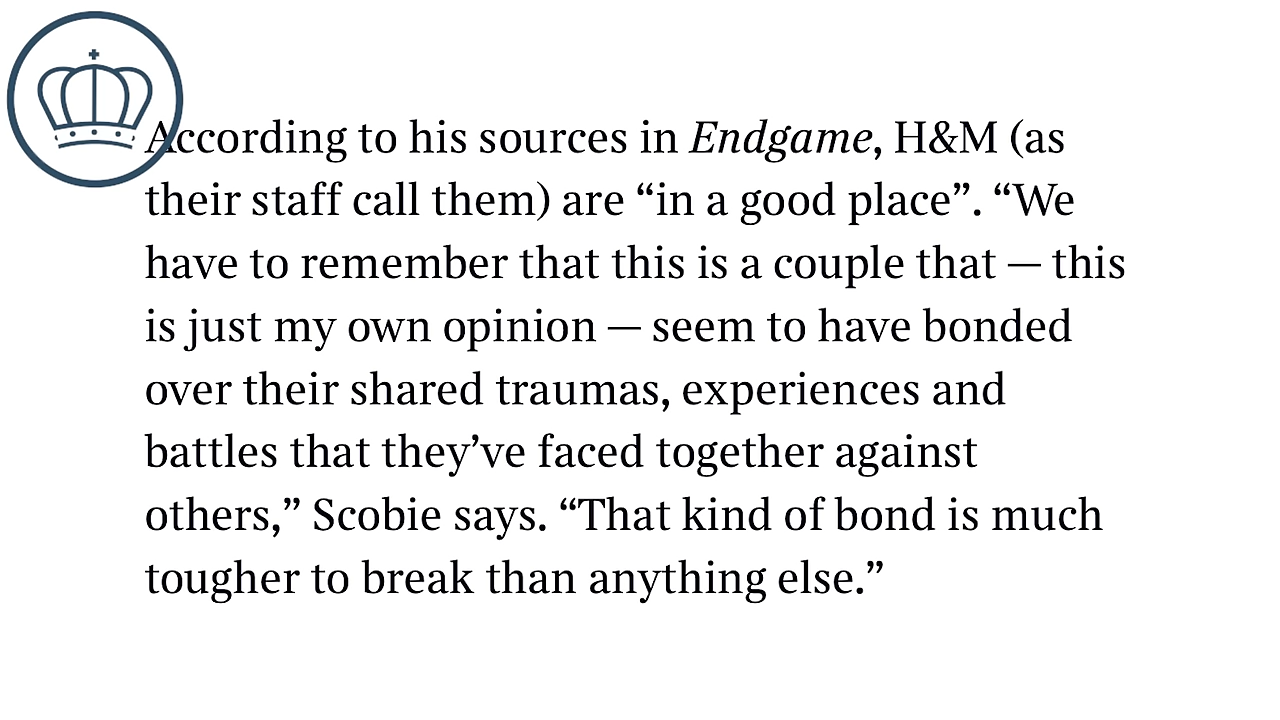 According to his sources in Endgame, H&M (as
their staff call them) are “in a good place”. “We
have to remember that this is a couple that — this
is just my own opinion — seem to have bonded
over their shared traumas, experiences and
battles that they’ve faced together against
others,” Scobie says. “That kind of bond is much
tougher to break than anything else.”